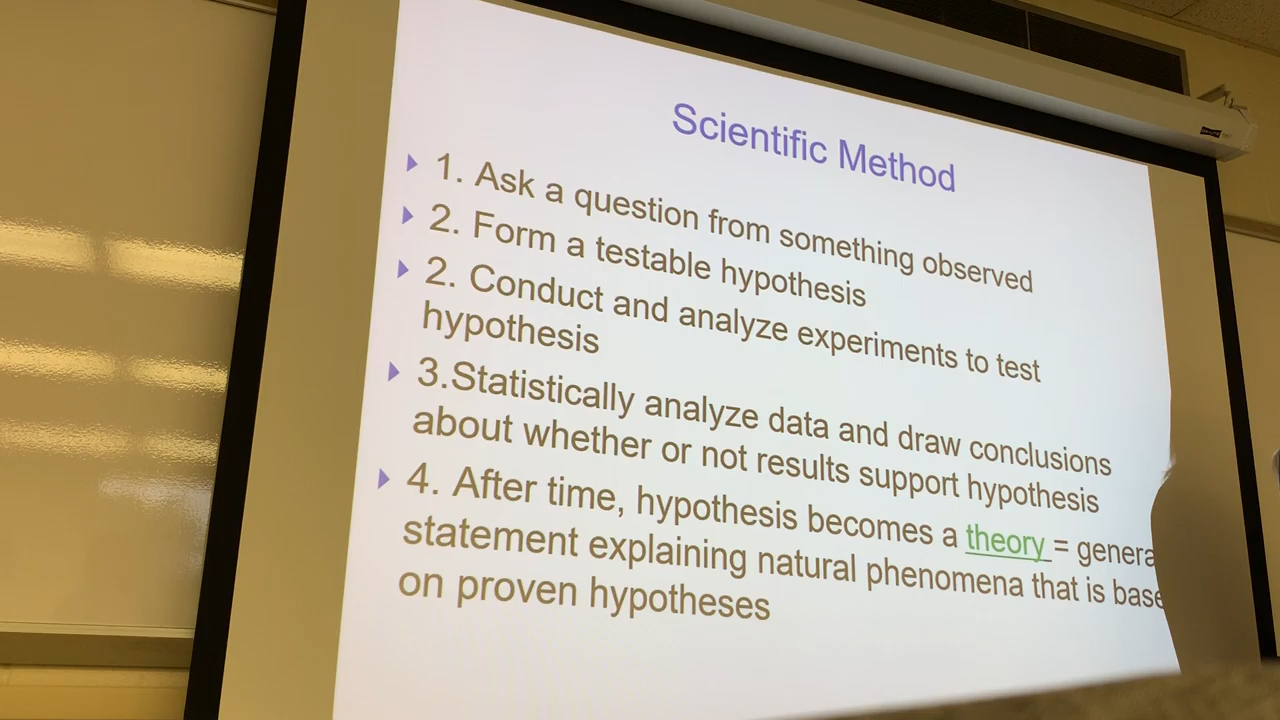 Scientific Method
1. Ask a question from something observed
2. Form a testable hypothesis
2. Conduct and analyze experiments to test
hypothesis
3.Statistically analyze data and draw conclusions
about whether or not results support hypothesis
4. After time, hypothesis becomes a theory = genera
statement explaining natural phenomena that is base
on proven hypotheses